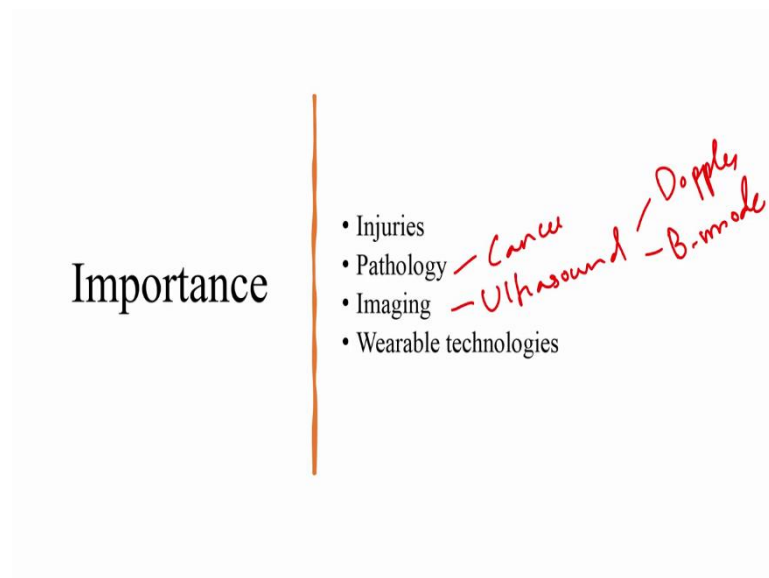 Importance
• Injuries
• Pathology – Cancer
• Imaging – Ultrasound – Doppler
– B-mode
• Wearable technologies